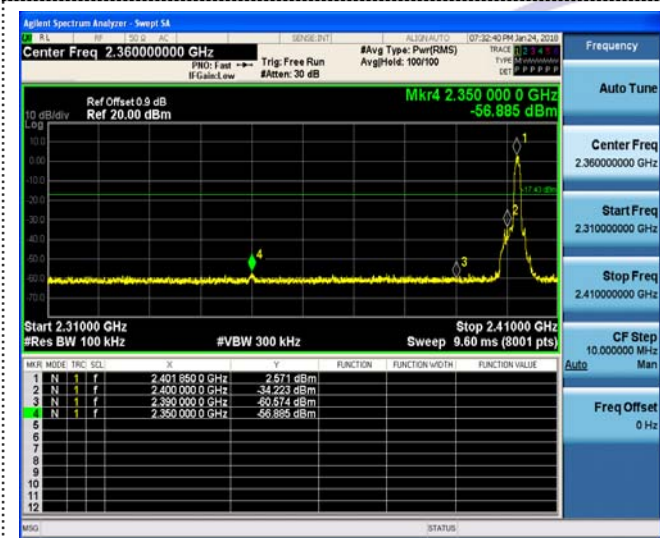 Agilent Spectrum Analyzer - Swept SA
RL RF 50 Ω AC SENSE:INT ALIGN AUTO 07:32:40 PM Jan 24, 2018
Center Freq 2.360000000 GHz
PNO: Fast
IFGain:Low
Trig: Free Run
#Atten: 30 dB
#Avg Type: Pwr(RMS)
Avg|Hold: 100/100
TRACE 1 2 3 4 5 6
TYPE M
DET P P P P P P
Frequency
Auto Tune
Center Freq
2.360000000 GHz
Start Freq
2.310000000 GHz
Stop Freq
2.410000000 GHz
CF Step
10.000000 MHz
Auto Man
Freq Offset
0 Hz
Ref Offset 0.9 dB
10 dB/div Ref 20.00 dBm
Log
Mkr4 2.350 000 0 GHz
-56.885 dBm
10.0
0.00
-10.0
-20.0
-30.0
-40.0
-50.0
-60.0
-70.0
1
-17.43 dBm
2
3
4
Start 2.31000 GHz Stop 2.41000 GHz
#Res BW 100 kHz #VBW 300 kHz Sweep 9.60 ms (8001 pts)
MKR MODE TRC SCL X Y FUNCTION FUNCTION WIDTH FUNCTION VALUE
1 N 1 f 2.401 850 0 GHz 2.571 dBm
2 N 1 f 2.400 000 0 GHz -34.223 dBm
3 N 1 f 2.390 000 0 GHz -60.574 dBm
4 N 1 f 2.350 000 0 GHz -56.885 dBm
5
6
7
8
9
10
11
12
MSG STATUS